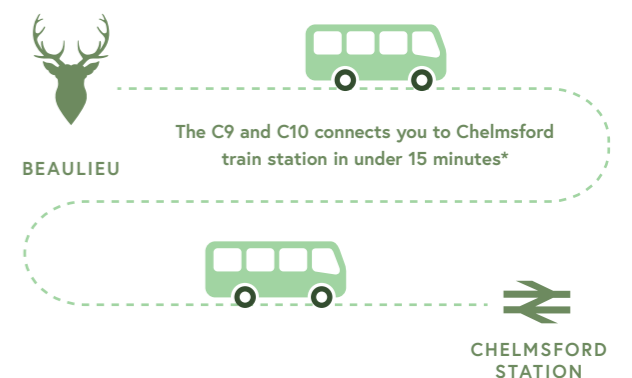 The C9 and C10 connects you to Chelmsford
train station in under 15 minutes*
BEAULIEU
CHELMSFORD
STATION